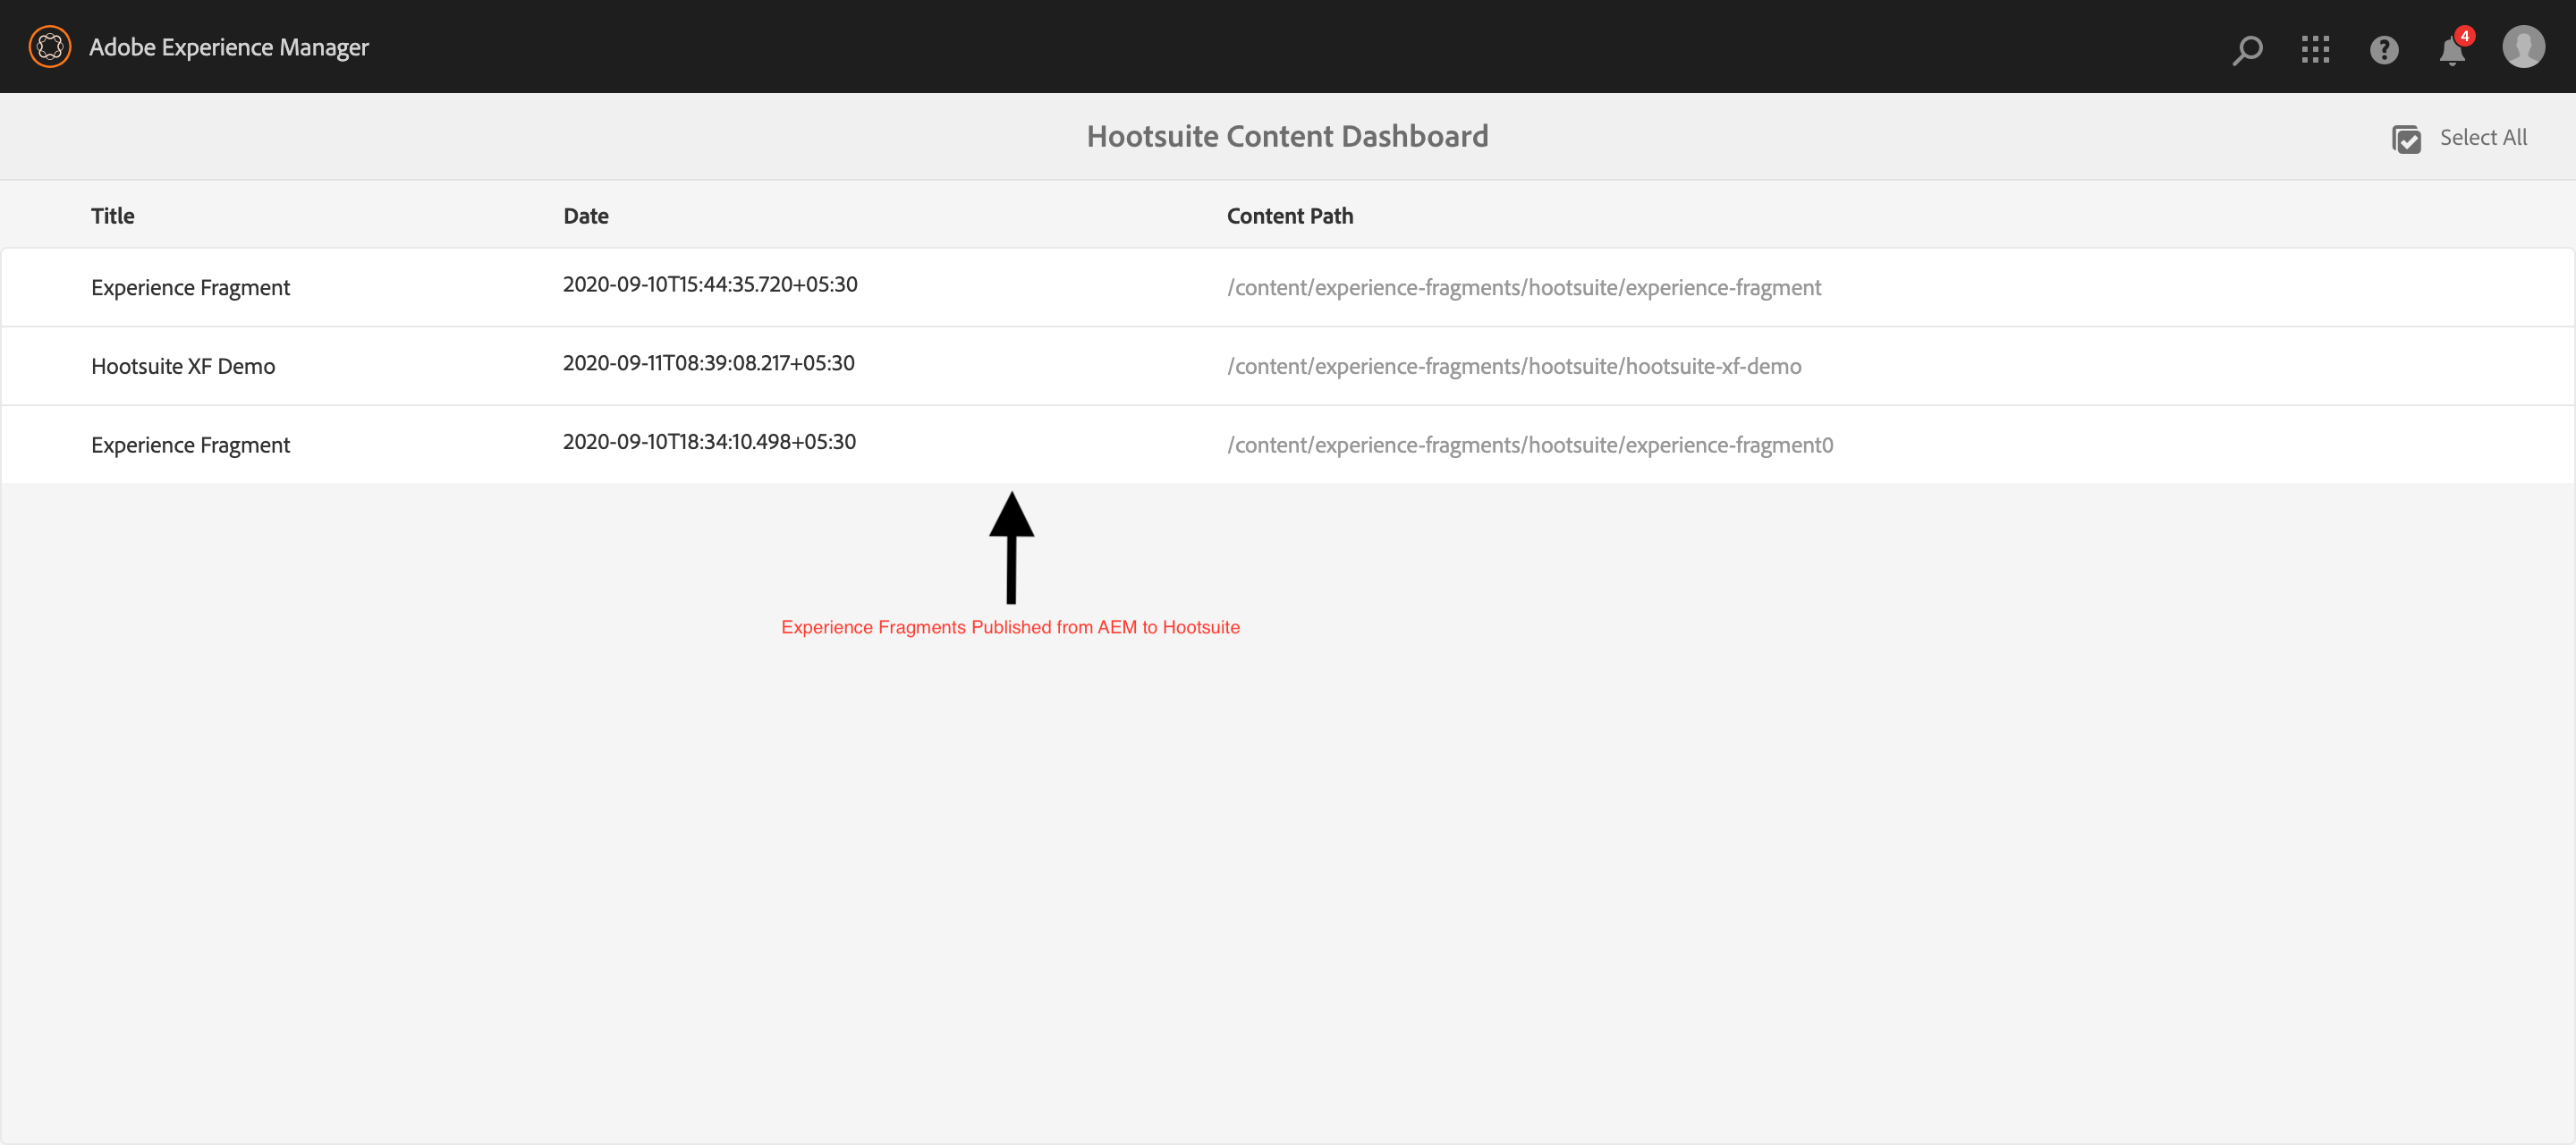 Adobe Experience Manager
4
Hootsuite Content Dashboard
Select All
Title Date Content Path
Experience Fragment 2020-09-10T15:44:35.720+05:30 /content/experience-fragments/hootsuite/experience-fragment
Hootsuite XF Demo 2020-09-11T08:39:08.217+05:30 /content/experience-fragments/hootsuite/hootsuite-xf-demo
Experience Fragment 2020-09-10T18:34:10.498+05:30 /content/experience-fragments/hootsuite/experience-fragment0
Experience Fragments Published from AEM to Hootsuite